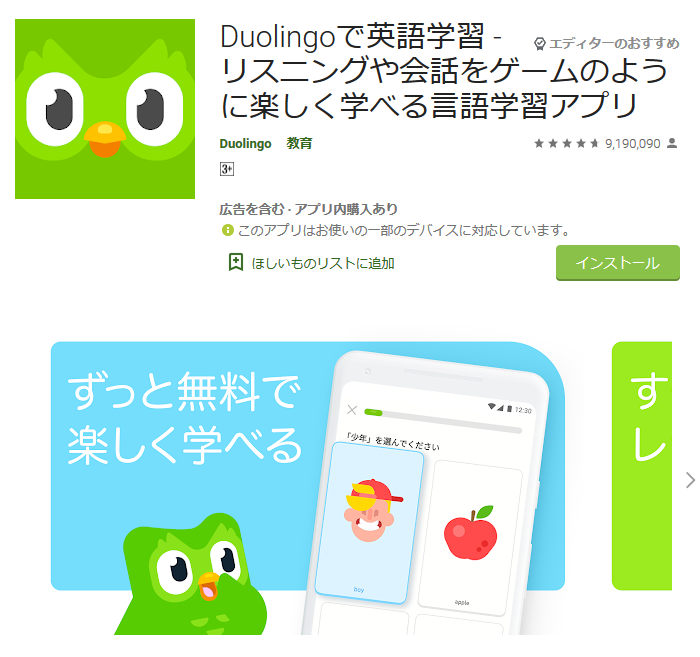 Duolingoで英語学習 -
エディターのおすすめ
リスニングや会話をゲームのよう
に楽しく学べる言語学習アプリ
Duolingo 教育
9,190,090
3+
広告を含む · アプリ内購入あり
このアプリはお使いの一部のデバイスに対応しています。
ほしいものリストに追加
インストール
ずっと無料で
楽しく学べる
12:30
「少年」を選んでください
boy
apple
す
レ